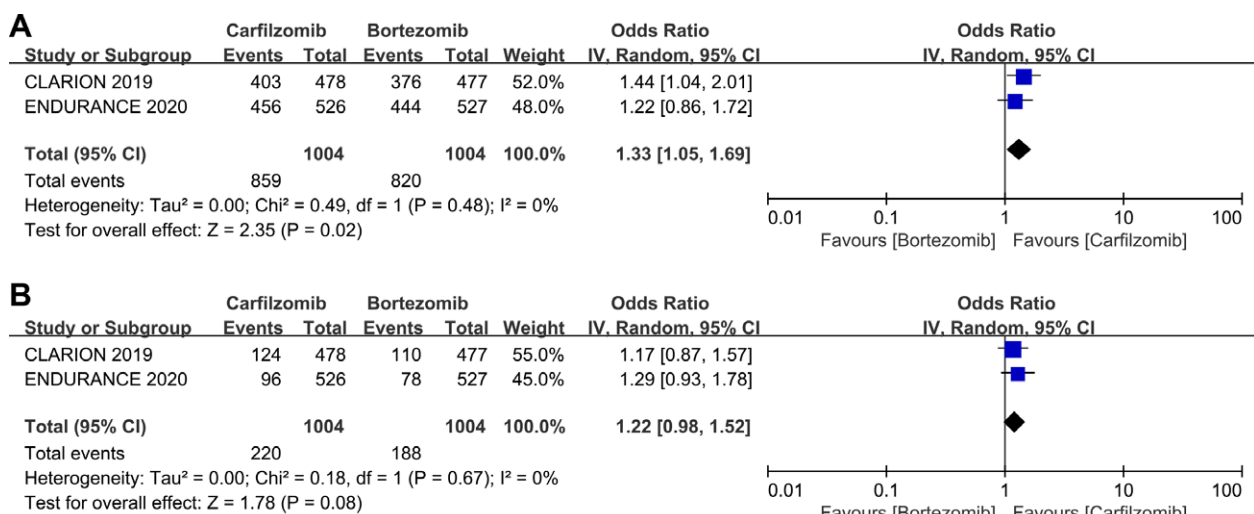 A
Carfilzomib Bortezomib Odds Ratio Odds Ratio
Study or Subgroup Events Total Events Total Weight IV, Random, 95% CI IV, Random, 95% CI
CLARION 2019 403 478 376 477 52.0% 1.44 [1.04, 2.01]
ENDURANCE 2020 456 526 444 527 48.0% 1.22 [0.86, 1.72]
Total (95% CI) 1004 1004 100.0% 1.33 [1.05, 1.69]
Total events 859 820
Heterogeneity: Tau² = 0.00; Chi² = 0.49, df = 1 (P = 0.48); I² = 0%
Test for overall effect: Z = 2.35 (P = 0.02)
0.01 0.1 1 10 100
Favours [Bortezomib] Favours [Carfilzomib]
B
Carfilzomib Bortezomib Odds Ratio Odds Ratio
Study or Subgroup Events Total Events Total Weight IV, Random, 95% CI IV, Random, 95% CI
CLARION 2019 124 478 110 477 55.0% 1.17 [0.87, 1.57]
ENDURANCE 2020 96 526 78 527 45.0% 1.29 [0.93, 1.78]
Total (95% CI) 1004 1004 100.0% 1.22 [0.98, 1.52]
Total events 220 188
Heterogeneity: Tau² = 0.00; Chi² = 0.18, df = 1 (P = 0.67); I² = 0%
Test for overall effect: Z = 1.78 (P = 0.08)
0.01 0.1 1 10 100
Favours [Bortezomib] Favours [Carfilzomib]